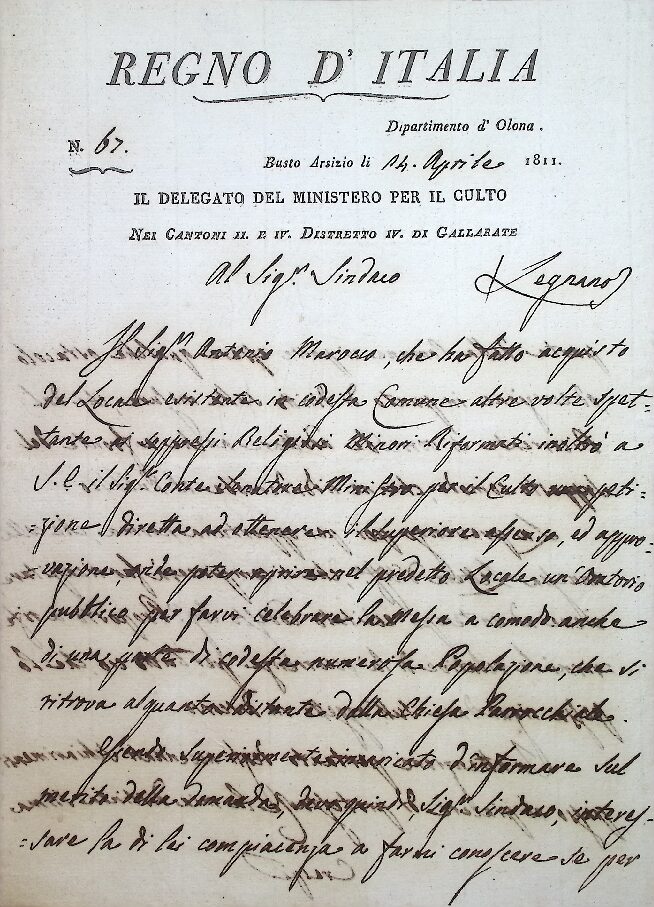 REGNO D' ITALIA
Dipartimento d' Olona.
N. 67.
Busto Arsizio li 14. Aprile 1811.
IL DELEGATO DEL MINISTERO PER IL CULTO
NEI CANTONI II. E IV. DISTRETTO IV. DI GALLARATE
Al Sig.r Sindaco Legnano
Il Sig.r Antonio Marocco, che ha fatto acquisto
del Locale esistente in codesta Comune altre volte spet-
tante ai soppressi Religiosi Minori Riformati inoltrò a
S. E. il Sig.r Conte Senatore Ministro per il Culto peti-
=zione diretta ad ottenere il Superiore assenso, ed appro-
vazione, onde poter aprire nel predetto Locale un' Oratorio
pubblico per farvi celebrare la Messa a comodo anche
di una parte di codesta numerosa Popolazione, che si
ritrova alquanto distante dalla Chiesa Parrocchiale.
Essendo Superiormente incaricato d'informare sul
merito della domanda, devo quindi, Sig.r Sindaco, interes-
=sare la di lei compiacenza a farmi conoscere se per